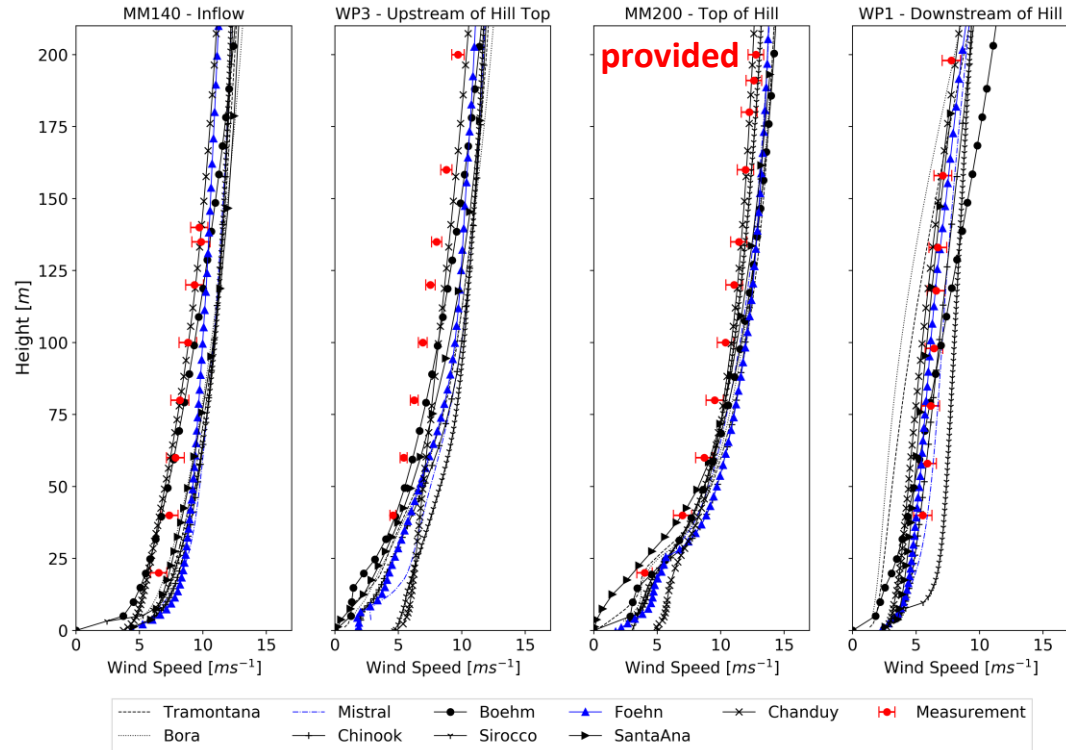 MM140 - Inflow
WP3 - Upstream of Hill Top
MM200 - Top of Hill
WP1 - Downstream of Hill
provided
Height [m]
200
175
150
125
100
75
50
25
0
0 5 10 15
0 5 10 15
0 5 10 15
0 5 10 15
Wind Speed [ms⁻¹]
Wind Speed [ms⁻¹]
Wind Speed [ms⁻¹]
Wind Speed [ms⁻¹]
Tramontana Mistral Boehm Foehn Chanduy Measurement
Bora Chinook Sirocco SantaAna